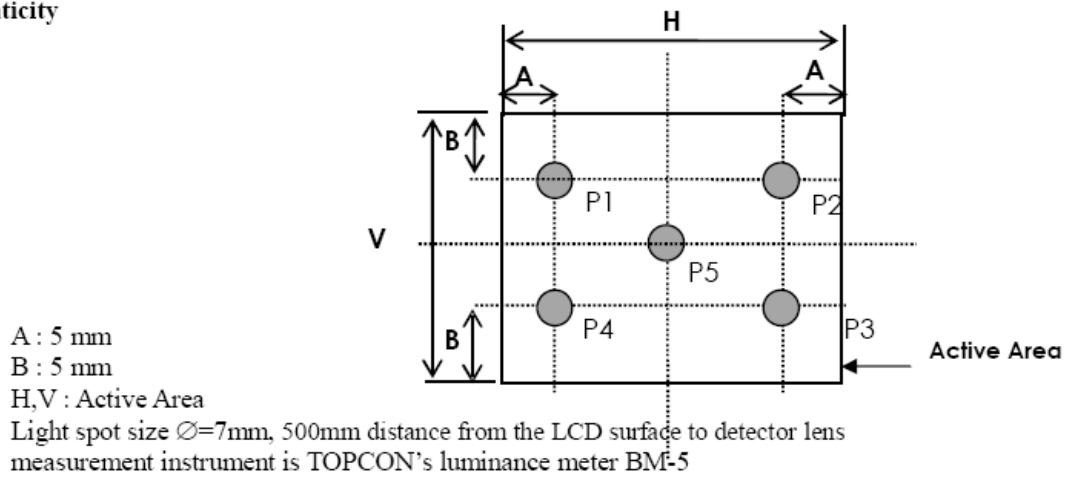 H
A A
B
P1 P2
V
P5
B P4 P3
Active Area
A : 5 mm
B : 5 mm
H,V : Active Area
Light spot size ∅=7mm, 500mm distance from the LCD surface to detector lens
measurement instrument is TOPCON's luminance meter BM-5